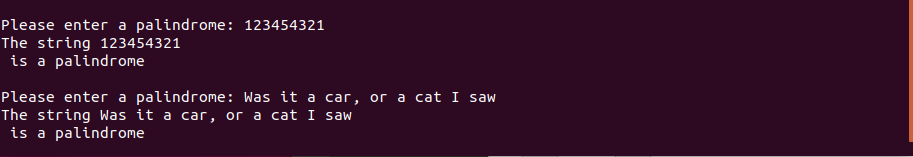 Please enter a palindrome: 123454321
The string 123454321
 is a palindrome
Please enter a palindrome: Was it a car, or a cat I saw
The string Was it a car, or a cat I saw
 is a palindrome